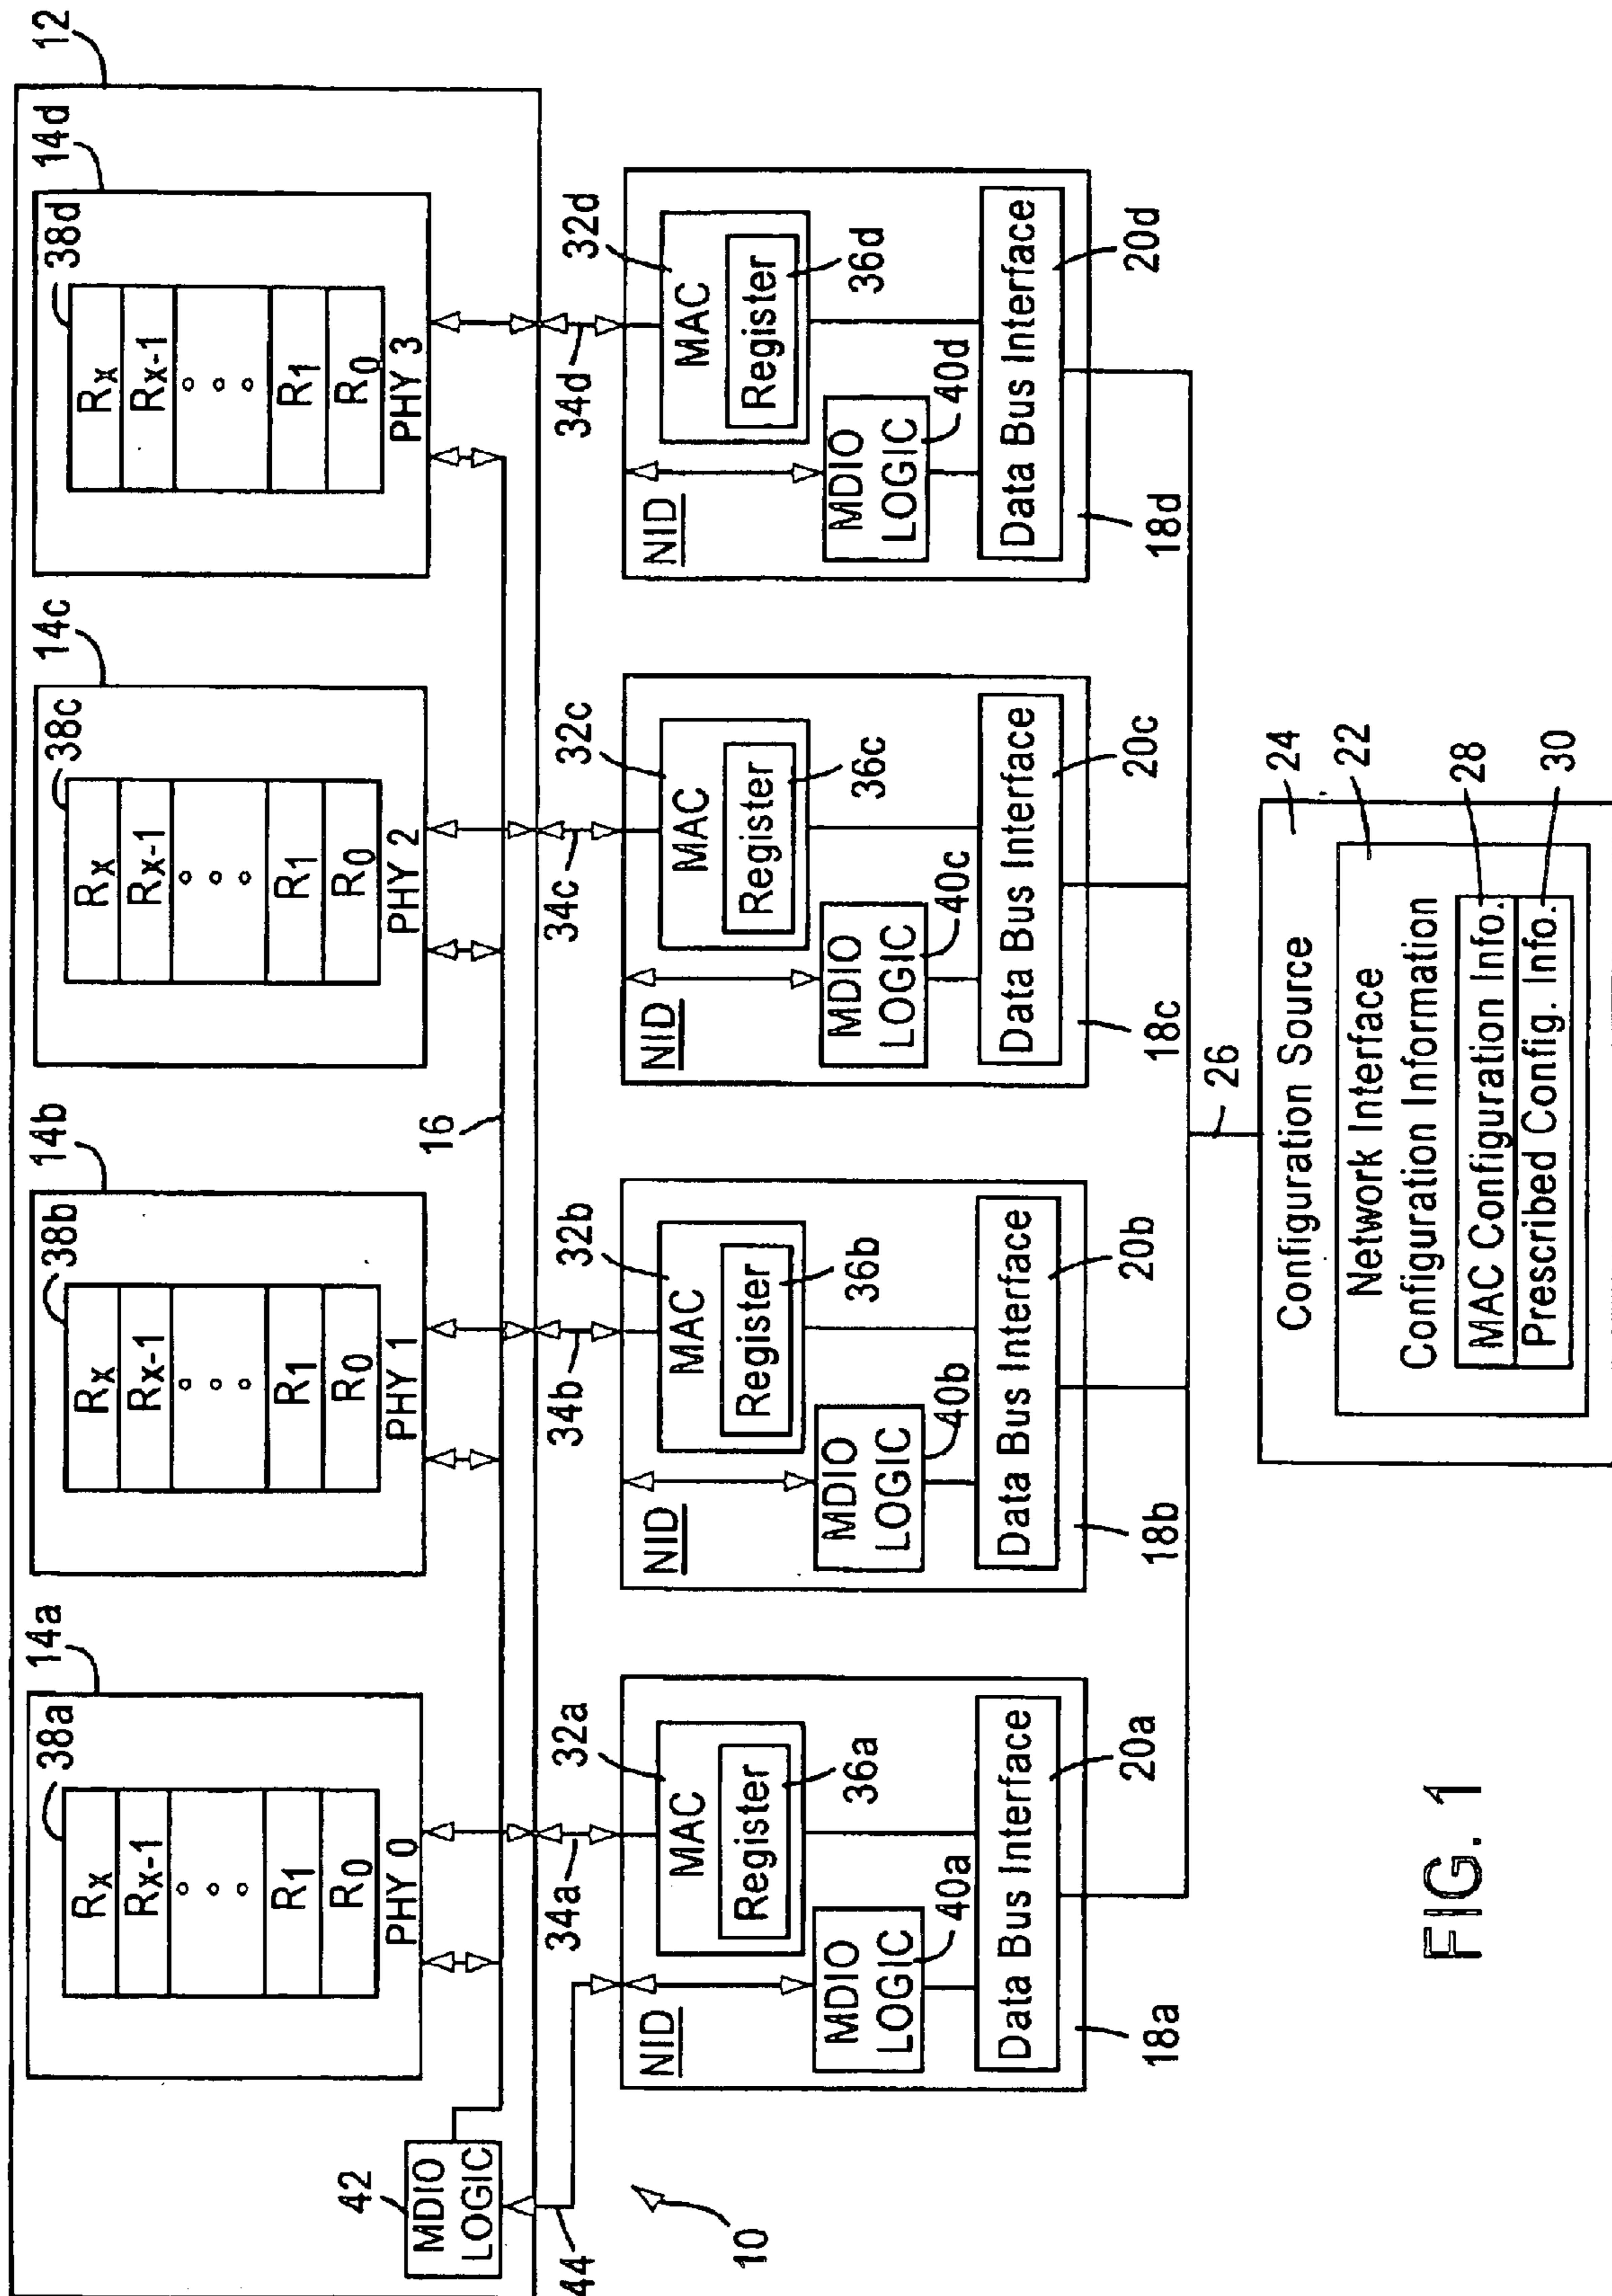 12
14a
14b
14c
14d
38a
38b
38c
38d
Rx
Rx-1
R1
R0
PHY 0
Rx
Rx-1
R1
R0
PHY 1
Rx
Rx-1
R1
R0
PHY 2
Rx
Rx-1
R1
R0
PHY 3
42
MDIO
LOGIC
16
44
34a
34b
34c
34d
10
NID
32a
MAC
Register
36a
MDIO
LOGIC
40a
Data Bus Interface
18a
20a
NID
32b
MAC
Register
36b
MDIO
LOGIC
40b
Data Bus Interface
18b
20b
NID
32c
MAC
Register
36c
MDIO
LOGIC
40c
Data Bus Interface
18c
20c
NID
32d
MAC
Register
36d
MDIO
LOGIC
40d
Data Bus Interface
18d
20d
26
Configuration Source
24
Network Interface
Configuration Information
22
MAC Configuration Info.
28
Prescribed Config. Info.
30
FIG. 1